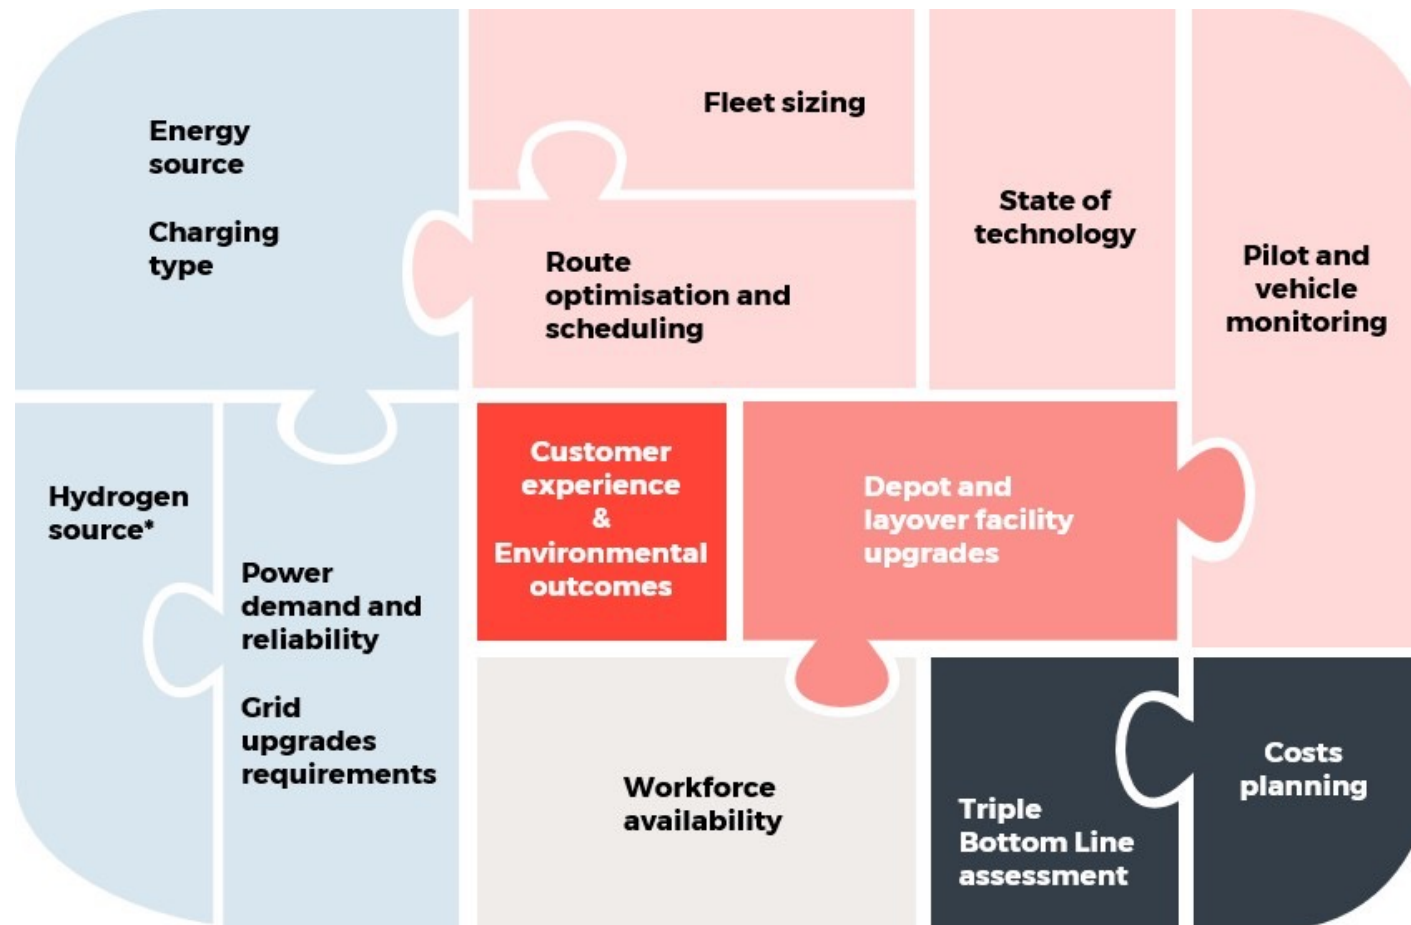 Energy
source
Charging
type
Fleet sizing
Route
optimisation and
scheduling
State of
technology
Pilot and
vehicle
monitoring
Hydrogen
source*
Power
demand and
reliability
Grid
upgrades
requirements
Customer
experience
&
Environmental
outcomes
Depot and
layover facility
upgrades
Workforce
availability
Triple
Bottom Line
assessment
Costs
planning